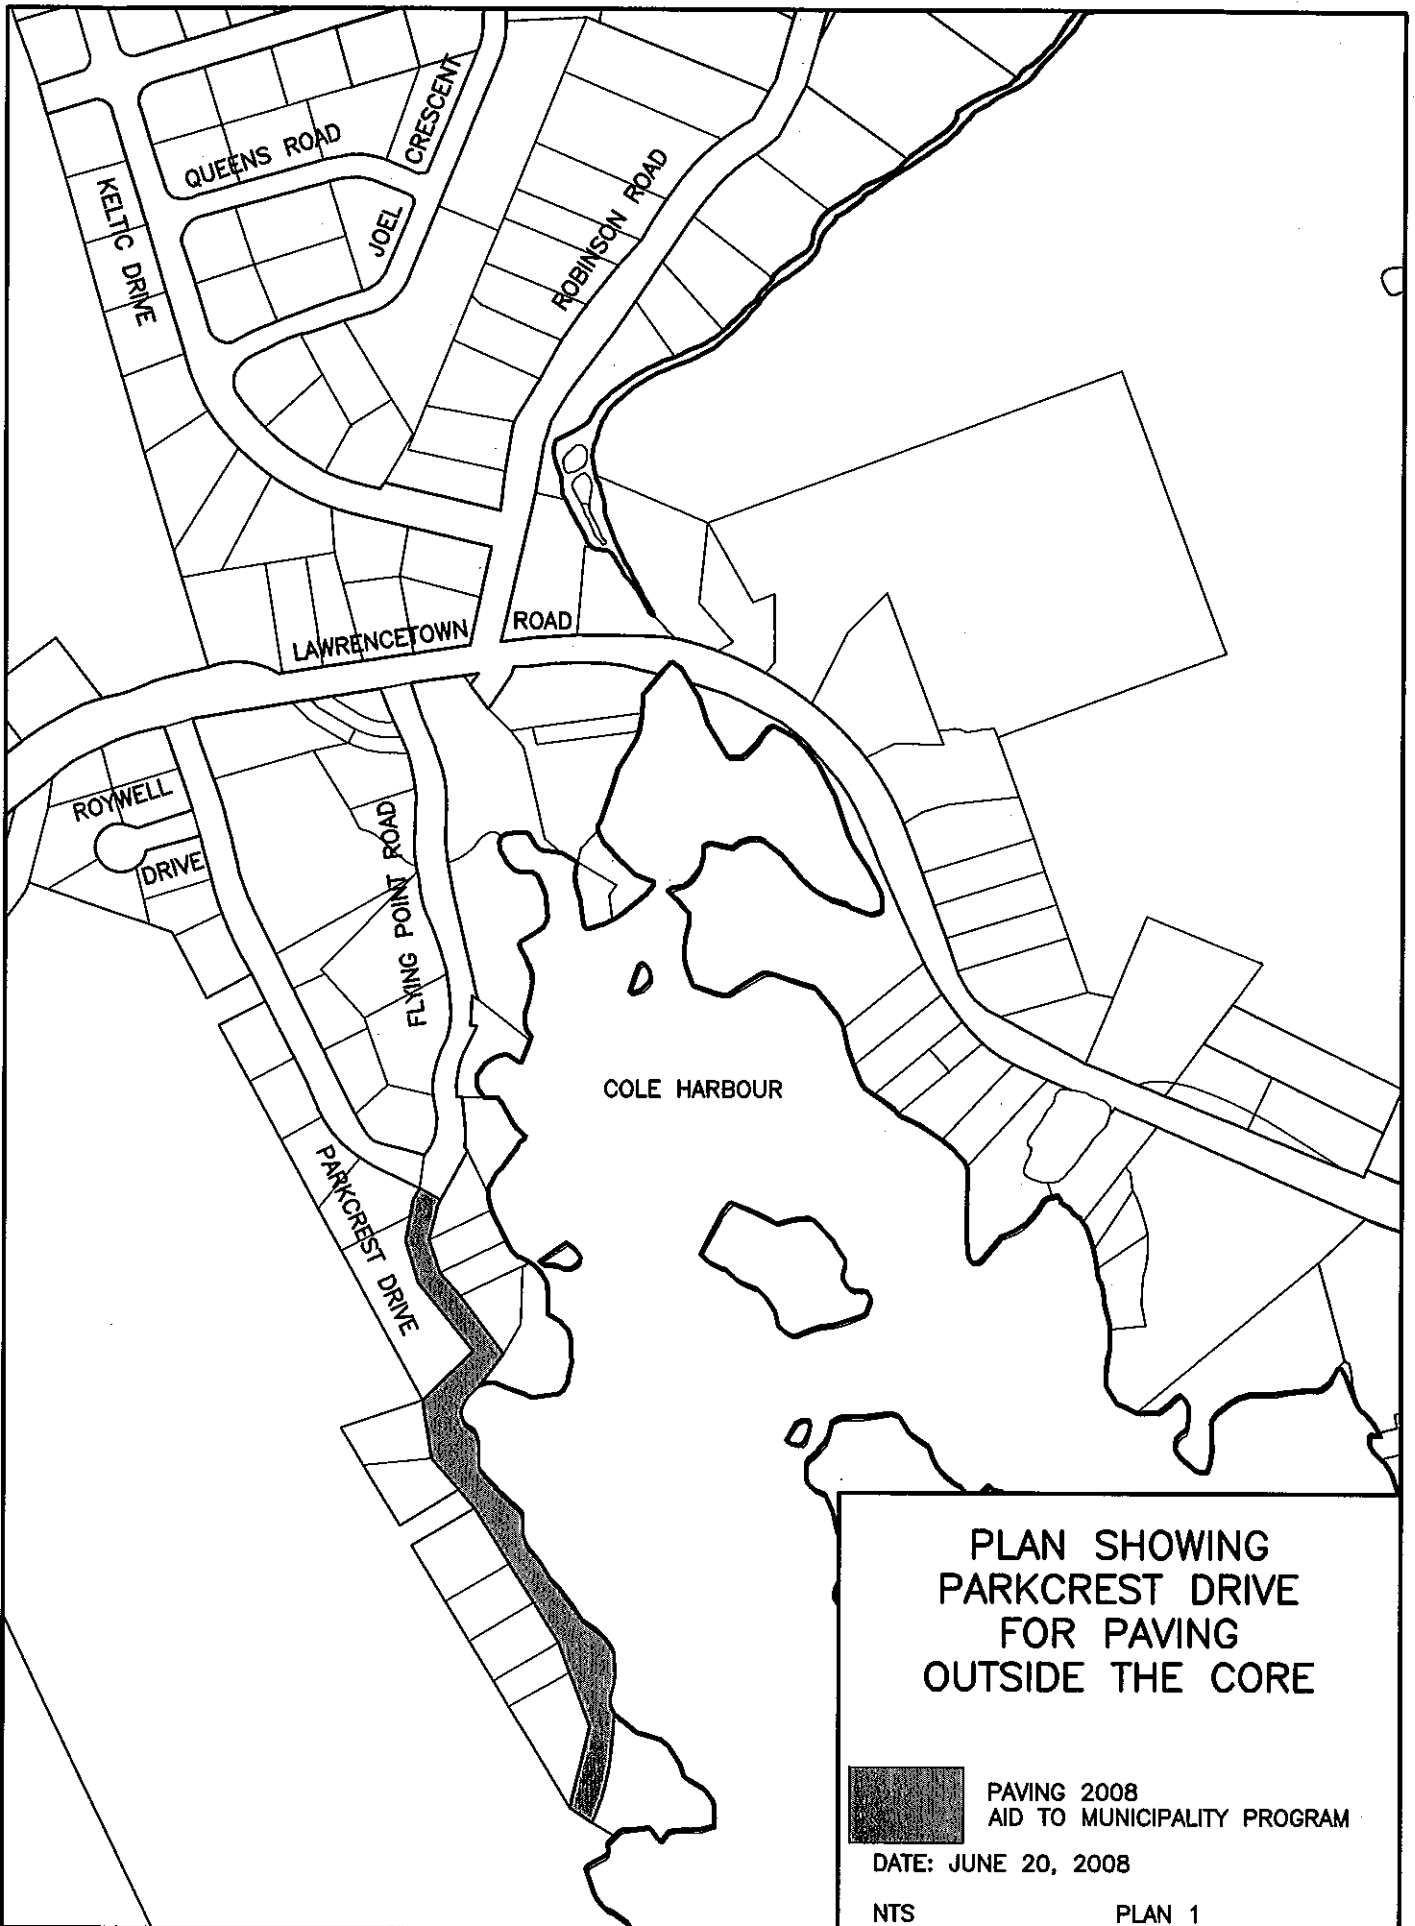 QUEENS ROAD
CRESCENT
JOEL
KELTIC DRIVE
ROBINSON ROAD
LAWRENCETOWN ROAD
ROYWELL
DRIVE
FLYING POINT ROAD
COLE HARBOUR
PARKCREST DRIVE
PLAN SHOWING
PARKCREST DRIVE
FOR PAVING
OUTSIDE THE CORE
PAVING 2008
AID TO MUNICIPALITY PROGRAM
DATE: JUNE 20, 2008
NTS PLAN 1